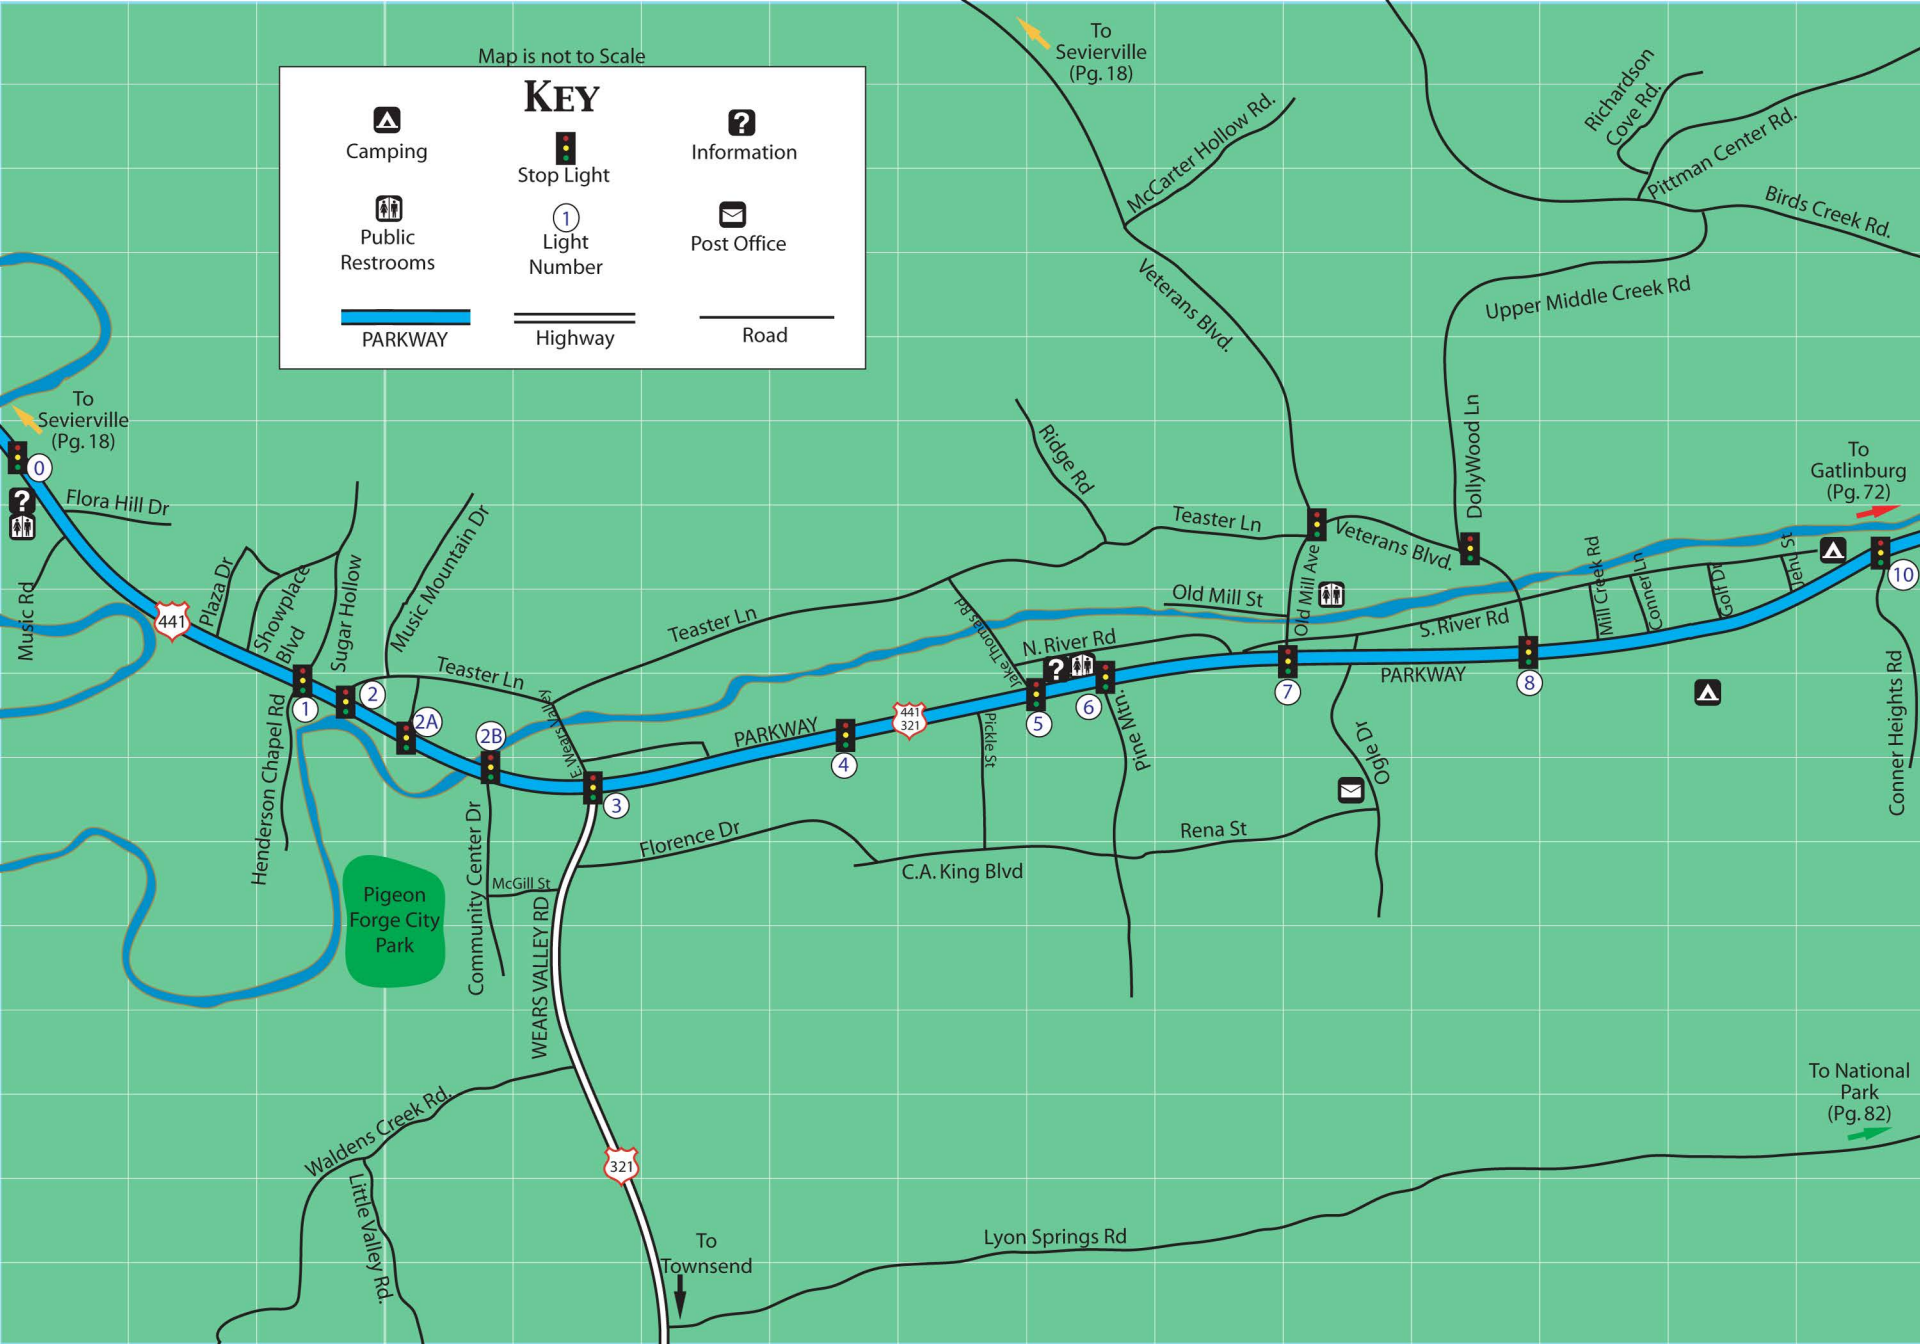 Map is not to Scale
KEY
Camping
Stop Light
Information
Public
Restrooms
1
Light
Number
Post Office
PARKWAY
Highway
Road
To
Sevierville
(Pg. 18)
McCarter Hollow Rd.
Veterans Blvd.
Richardson
Cove Rd.
Pittman Center Rd.
Birds Creek Rd.
Upper Middle Creek Rd
DollyWood Ln
To
Sevierville
(Pg. 18)
0
Flora Hill Dr
Music Rd
441
Plaza Dr
Showplace
Blvd
Sugar Hollow
Music Mountain Dr
Teaster Ln
1
2
2A
2B
Henderson Chapel Rd
E. Wears Valley
3
Teaster Ln
Ridge Rd
Teaster Ln
Veterans Blvd.
Old Mill St
Old Mill Ave
Jake Thomas Rd
N. River Rd
PARKWAY
4
441
321
Pickle St
5
6
Pine Mtn.
7
PARKWAY
S. River Rd
8
Mill Creek Rd
Conner Ln
Golf Dr
Jehu St
To
Gatlinburg
(Pg. 72)
10
Conner Heights Rd
Ogle Dr
Rena St
C.A. King Blvd
Florence Dr
McGill St
Community Center Dr
WEARS VALLEY RD
Pigeon
Forge City
Park
Waldens Creek Rd.
Little Valley Rd.
321
To
Townsend
Lyon Springs Rd
To National
Park
(Pg. 82)